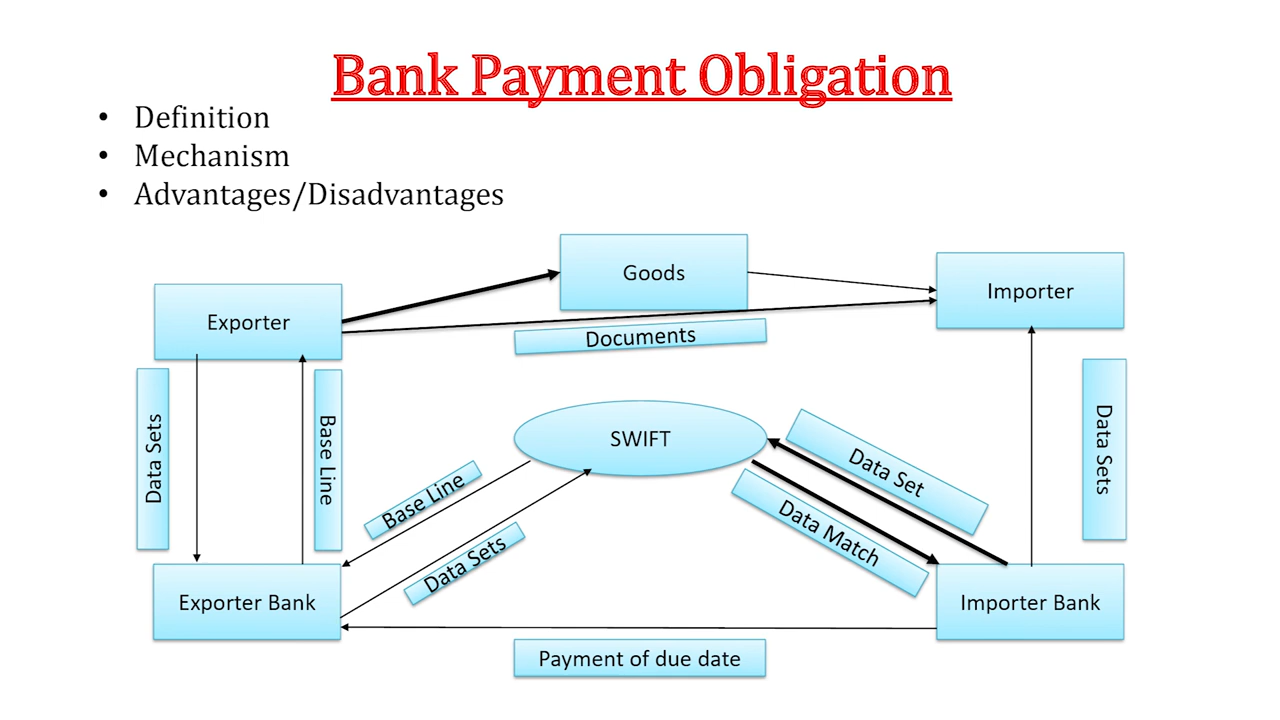 Bank Payment Obligation
• Definition
• Mechanism
• Advantages/Disadvantages
Goods
Importer
Exporter
Documents
Data Sets
Base Line
SWIFT
Data Set
Data Sets
Base Line
Data Match
Data Sets
Exporter Bank
Importer Bank
Payment of due date